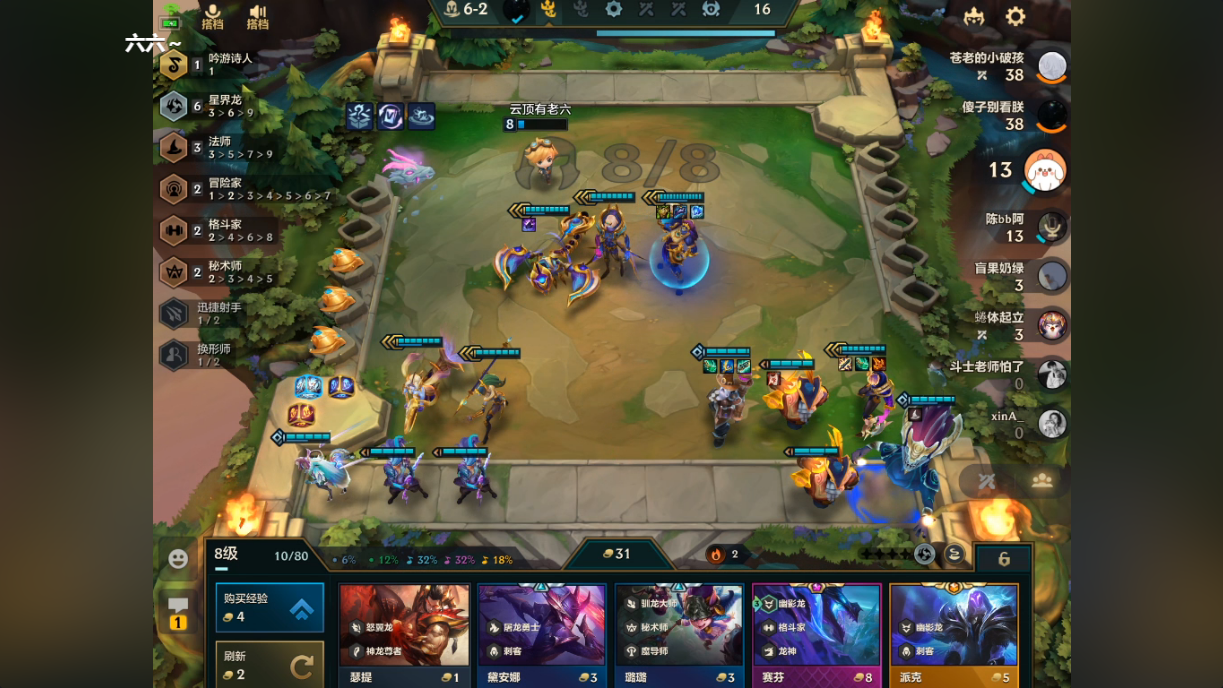 六六~
搭档
搭档
6-2
16
1
吟游诗人
1
6
星界龙
3 > 6 > 9
3
法师
3 > 5 > 7 > 9
2
冒险家
1 > 2 > 3 > 4 > 5 > 6 > 7
2
格斗家
2 > 4 > 6 > 8
2
秘术师
2 > 3 > 4 > 5
迅捷射手
1 / 2
换形师
1 / 2
云顶有老六
8
8/8
苍老的小破孩
38
傻子别看朕
38
13
陈bb阿
13
盲果奶绿
3
蜷体起立
3
斗士老师怕了
0
xinA_
0
8级
10/80
6%
12%
32%
32%
18%
31
2
6
1
购买经验
4
刷新
2
怒翼龙
神龙尊者
瑟提
1
屠龙勇士
刺客
黛安娜
3
驯龙大师
秘术师
魔导师
璐璐
3
3
幽影龙
格斗家
龙神
赛芬
8
幽影龙
刺客
派克
5